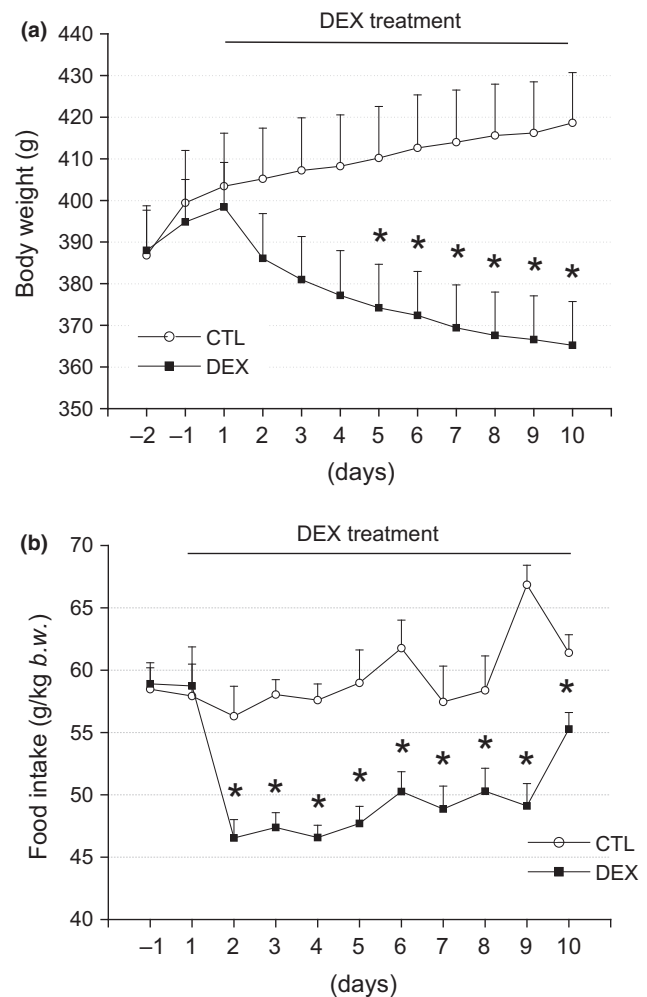 (a)
DEX treatment
440
430
420
410
400
390
380
370
360
350
Body weight (g)
* * * * * *
CTL
DEX
–2 –1 1 2 3 4 5 6 7 8 9 10
(days)
(b)
DEX treatment
70
65
60
55
50
45
40
Food intake (g/kg b.w.)
* * * * * * * * *
CTL
DEX
–1 1 2 3 4 5 6 7 8 9 10
(days)